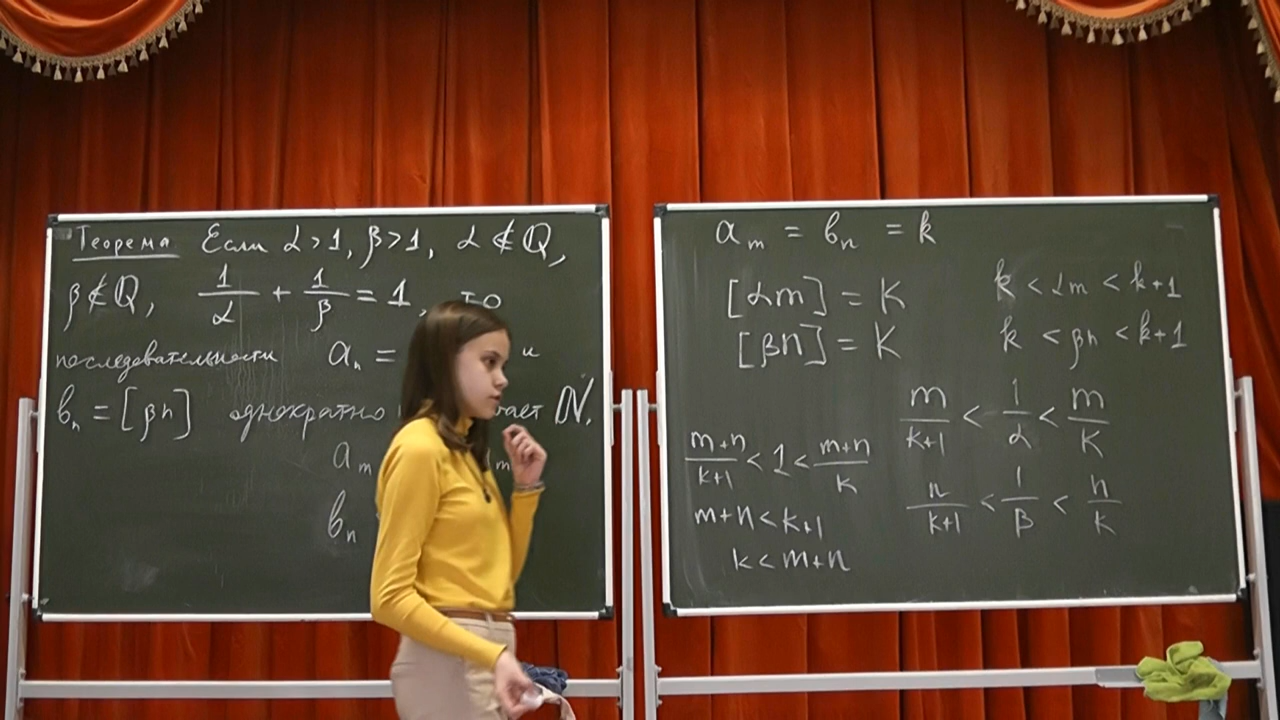 Теорема Если α>1, β>1, α∉ℚ,
β∉ℚ, 1/α + 1/β = 1, то
последовательности aₙ = и
bₙ = [βn] однократно ℕ.
aₘ
bₙ
aₘ = bₙ = k
[αm] = K
[βn] = K
k < αm < k+1
k < βn < k+1
m/k+1 < 1/α < m/K
n/k+1 < 1/β < n/k
m+n/k+1 < 1 < m+n/k
m+n<k+1
k<m+n